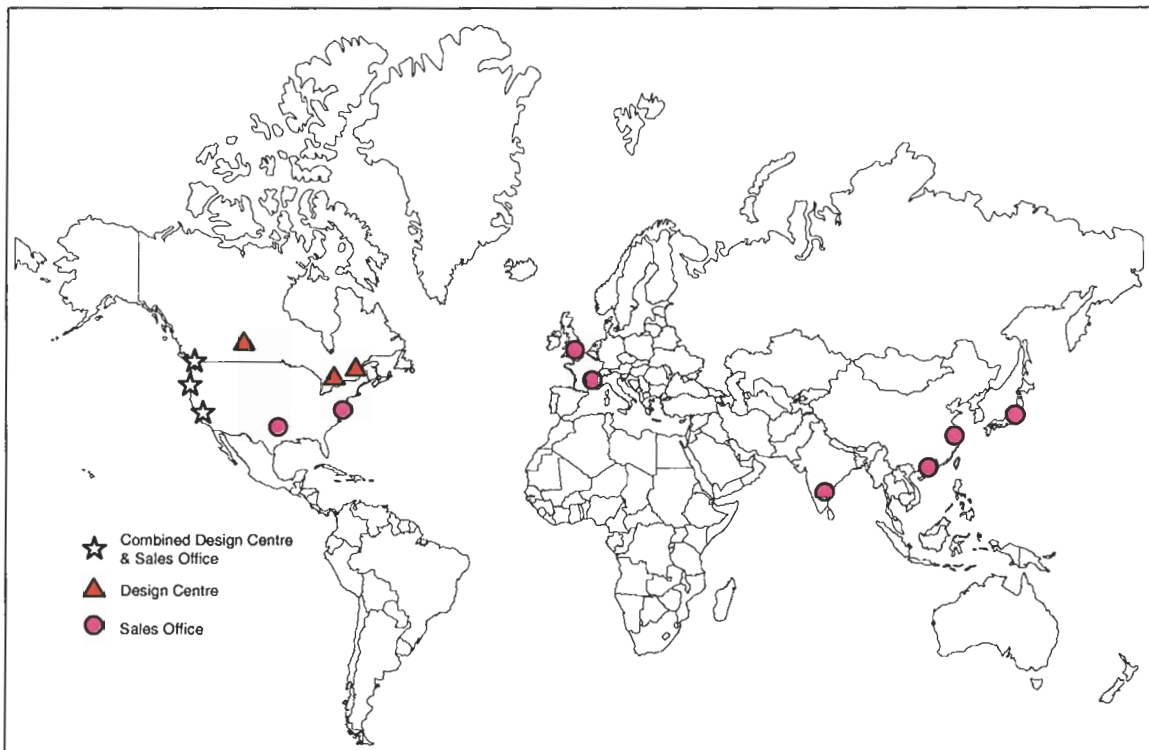 Combined Design Centre
& Sales Office
Design Centre
Sales Office